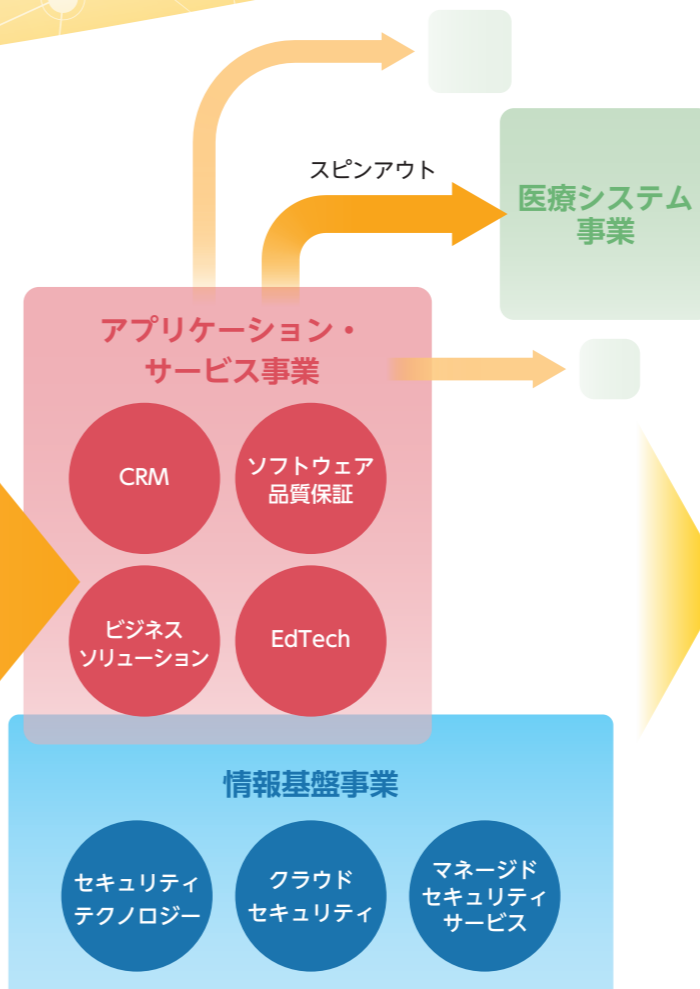 スピンアウト
医療システム
事業
アプリケーション・
サービス事業
CRM
ソフトウェア
品質保証
ビジネス
ソリューション
EdTech
情報基盤事業
セキュリティ
テクノロジー
クラウド
セキュリティ
マネージド
セキュリティ
サービス